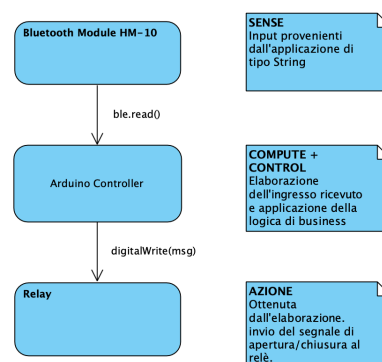 Bluetooth Module HM-10
SENSE
Input provenienti
dall'applicazione di
tipo String
ble.read()
Arduino Controller
COMPUTE +
CONTROL
Elaborazione
dell'ingresso ricevuto
e applicazione della
logica di business
digitalWrite(msg)
Relay
AZIONE
Ottenuta
dall'elaborazione.
invio del segnale di
apertura/chiusura al
relè.